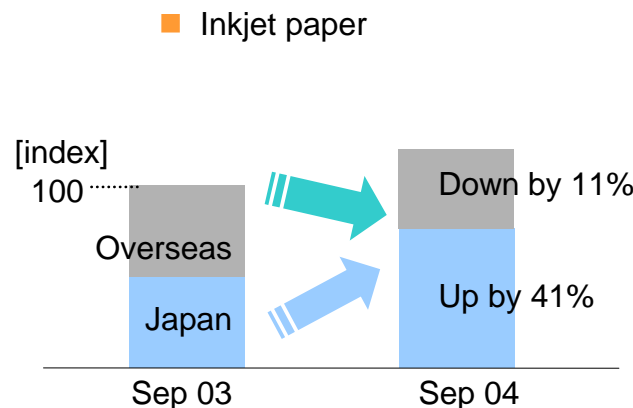 Inkjet paper
[index]
100
Overseas
Japan
Down by 11%
Up by 41%
Sep 03
Sep 04